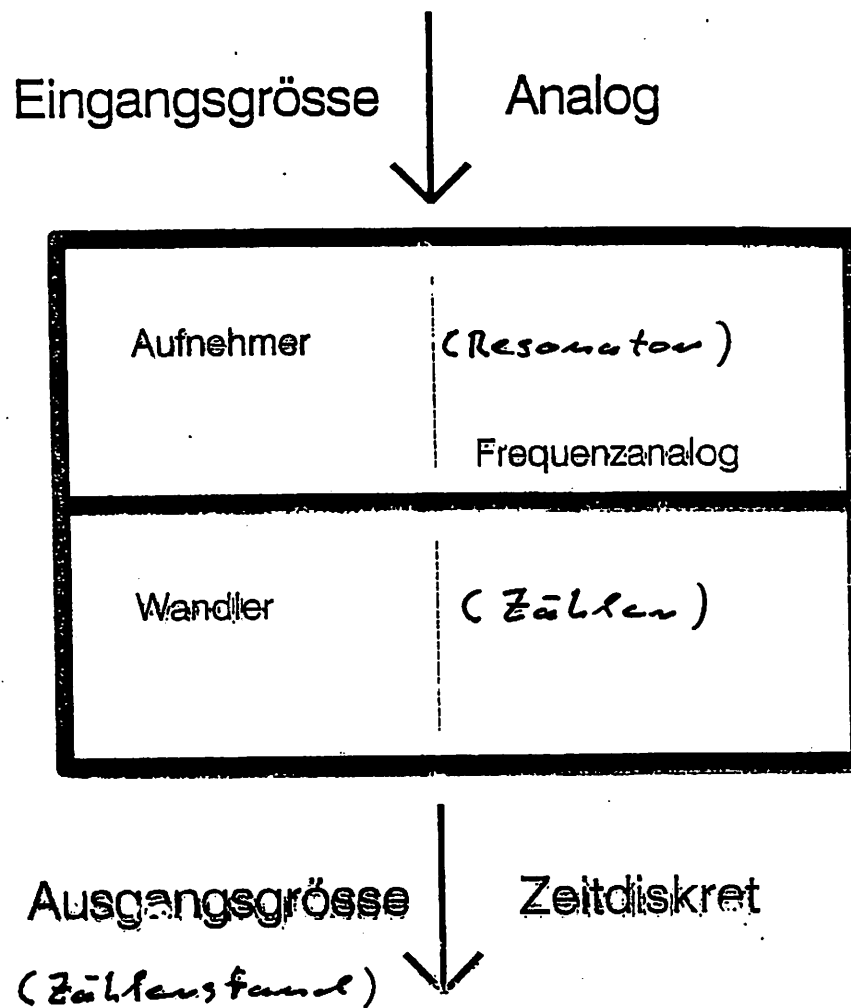 Eingangsgrösse Analog
Aufnehmer (Resonator)
Frequenzanalog
Wandler (Zähler)
Ausgangsgrösse Zeitdiskret
(Zählerstand)